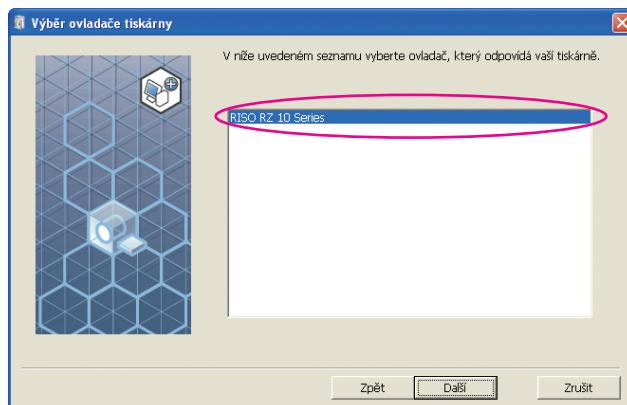 Výběr ovladače tiskárny
V níže uvedeném seznamu vyberte ovladač, který odpovídá vaší tiskárně.
RISO RZ 10 Series
Zpět
Další
Zrušit